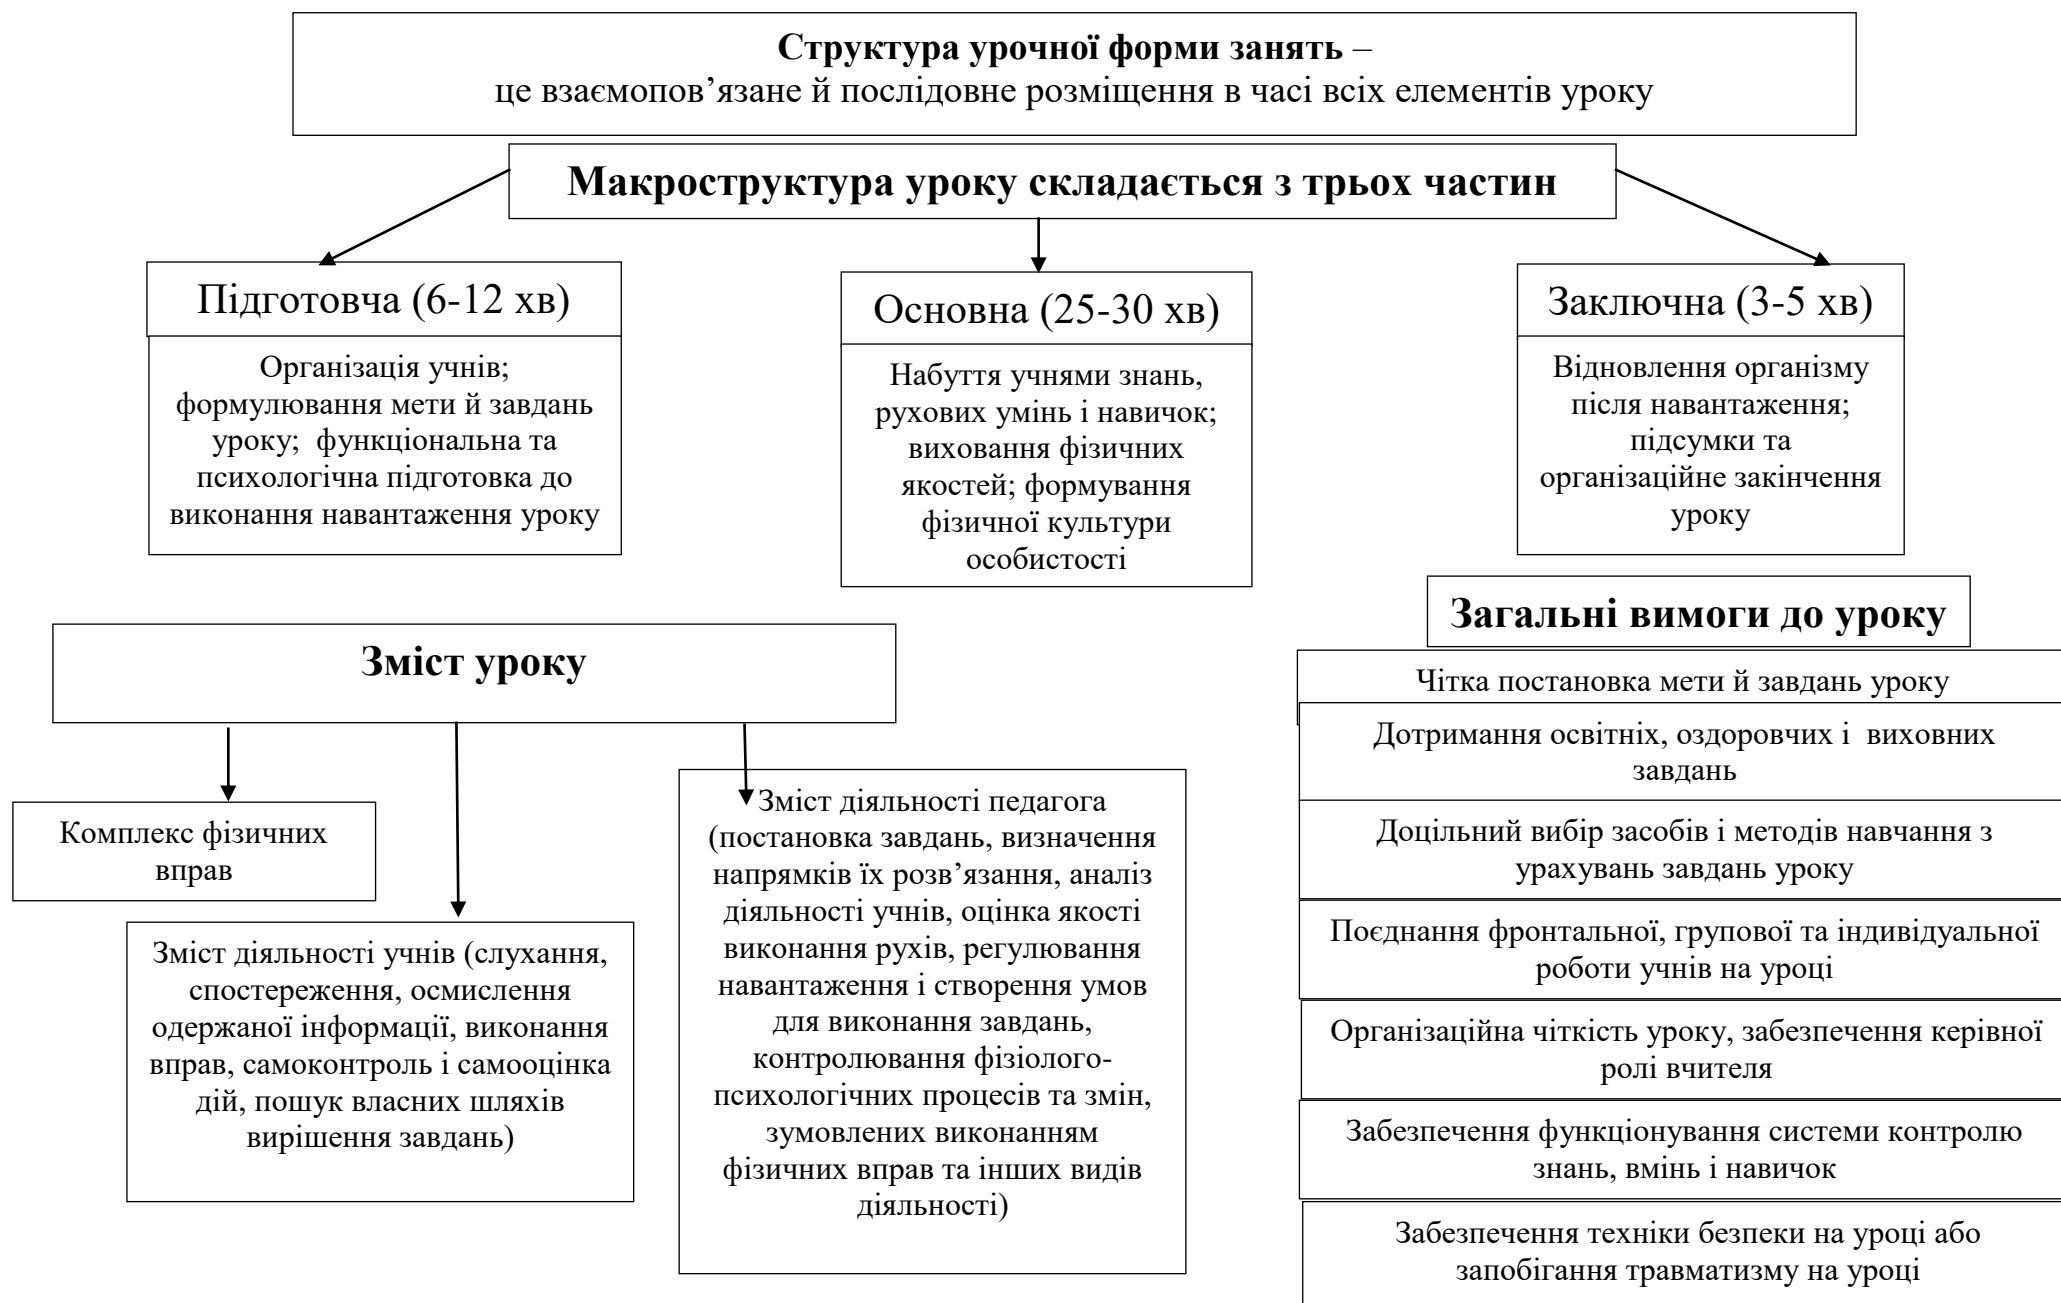 Структура урочної форми занять –
це взаємопов’язане й послідовне розміщення в часі всіх елементів уроку
Макроструктура уроку складається з трьох частин
Підготовча (6-12 хв)
Організація учнів;
формулювання мети й завдань
уроку; функціональна та
психологічна підготовка до
виконання навантаження уроку
Основна (25-30 хв)
Набуття учнями знань,
рухових умінь і навичок;
виховання фізичних
якостей; формування
фізичної культури
особистості
Заключна (3-5 хв)
Відновлення організму
після навантаження;
підсумки та
організаційне закінчення
уроку
Зміст уроку
Комплекс фізичних
вправ
Зміст діяльності учнів (слухання,
спостереження, осмислення
одержаної інформації, виконання
вправ, самоконтроль і самооцінка
дій, пошук власних шляхів
вирішення завдань)
Зміст діяльності педагога
(постановка завдань, визначення
напрямків їх розв’язання, аналіз
діяльності учнів, оцінка якості
виконання рухів, регулювання
навантаження і створення умов
для виконання завдань,
контролювання фізіолого-
психологічних процесів та змін,
зумовлених виконанням
фізичних вправ та інших видів
діяльності)
Загальні вимоги до уроку
Чітка постановка мети й завдань уроку
Дотримання освітніх, оздоровчих і виховних
завдань
Доцільний вибір засобів і методів навчання з
урахувань завдань уроку
Поєднання фронтальної, групової та індивідуальної
роботи учнів на уроці
Організаційна чіткість уроку, забезпечення керівної
ролі вчителя
Забезпечення функціонування системи контролю
знань, вмінь і навичок
Забезпечення техніки безпеки на уроці або
запобігання травматизму на уроці